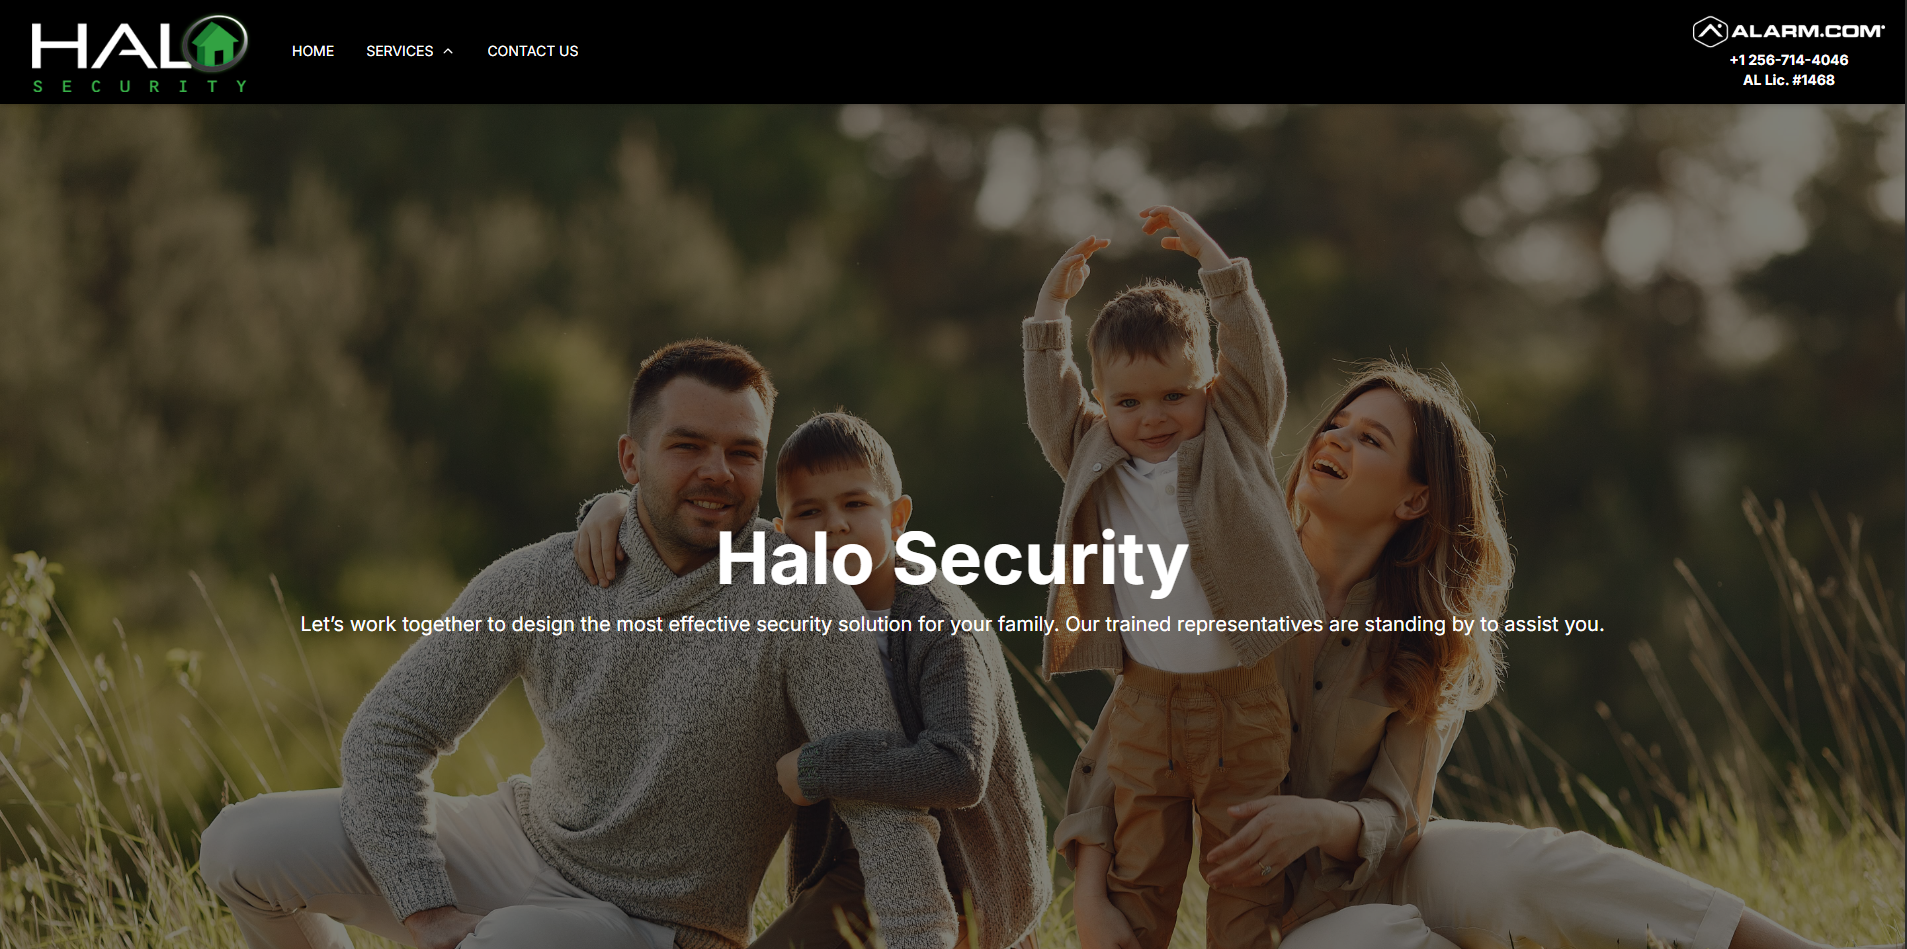 HALO
SECURITY
HOME
SERVICES
CONTACT US
ALARM.COM
+1 256-714-4046
AL Lic. #1468
Halo Security
Let’s work together to design the most effective security solution for your family. Our trained representatives are standing by to assist you.